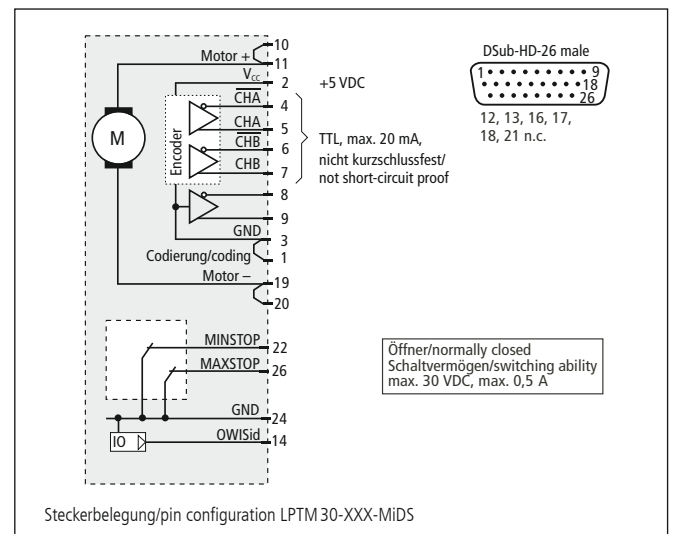 10
Motor +
11
DSub-HD-26 male
V_CC
2
+5 VDC
1
9
18
26
CHA
4
CHA
5
12, 13, 16, 17,
18, 21 n.c.
TTL, max. 20 mA,
nicht kurzschlussfest/
not short-circuit proof
M
Encoder
CHB
6
CHB
7
8
9
GND
3
Codierung/coding
1
Motor –
19
20
MINSTOP
22
MAXSTOP
26
Öffner/normally closed
Schaltvermögen/switching ability
max. 30 VDC, max. 0,5 A
GND
24
IO
OWISid
14
Steckerbelegung/pin configuration LPTM 30-XXX-MiDS